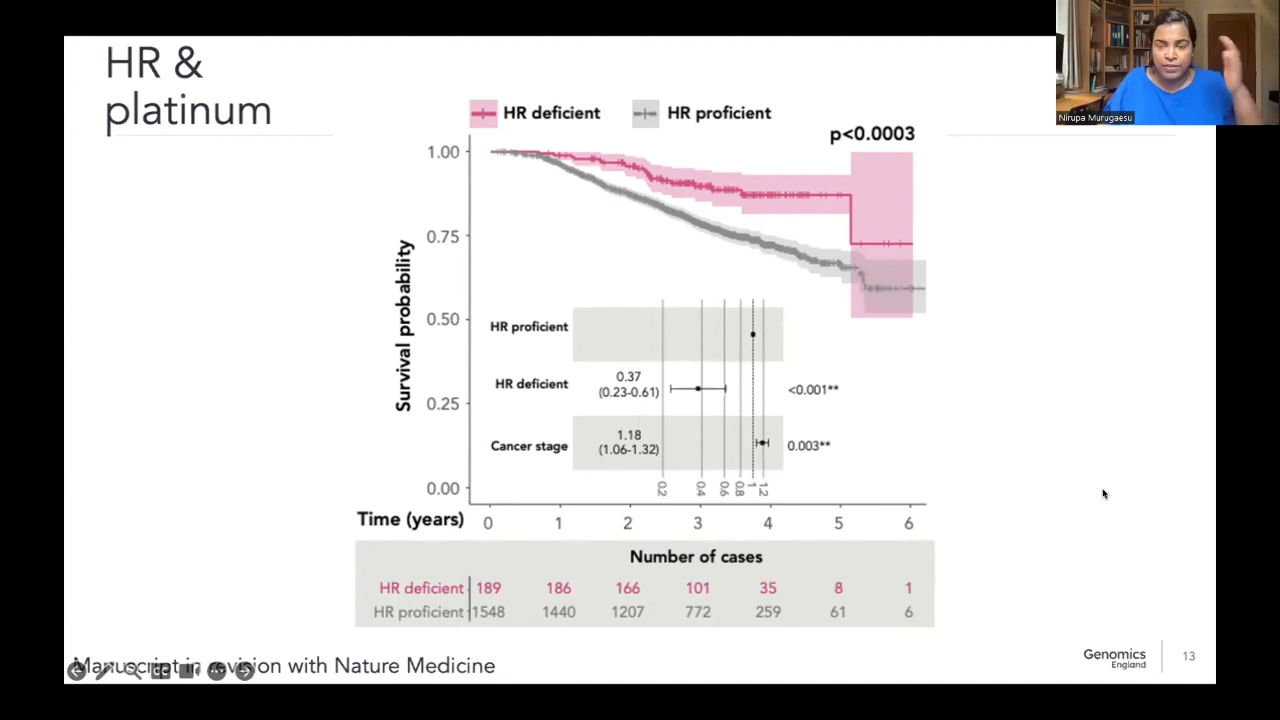 HR &
platinum
HR deficient
HR proficient
p<0.0003
Nirupa Murugaesu
1.00
0.75
0.50
0.25
0.00
Survival probability
HR proficient
HR deficient
0.37
(0.23-0.61)
<0.001**
Cancer stage
1.18
(1.06-1.32)
0.003**
0.2
0.4
0.6
0.8
1
1.2
Time (years)
0 1 2 3 4 5 6
Number of cases
HR deficient 189 186 166 101 35 8 1
HR proficient 1548 1440 1207 772 259 61 6
Manuscript in revision with Nature Medicine
Genomics
England
13